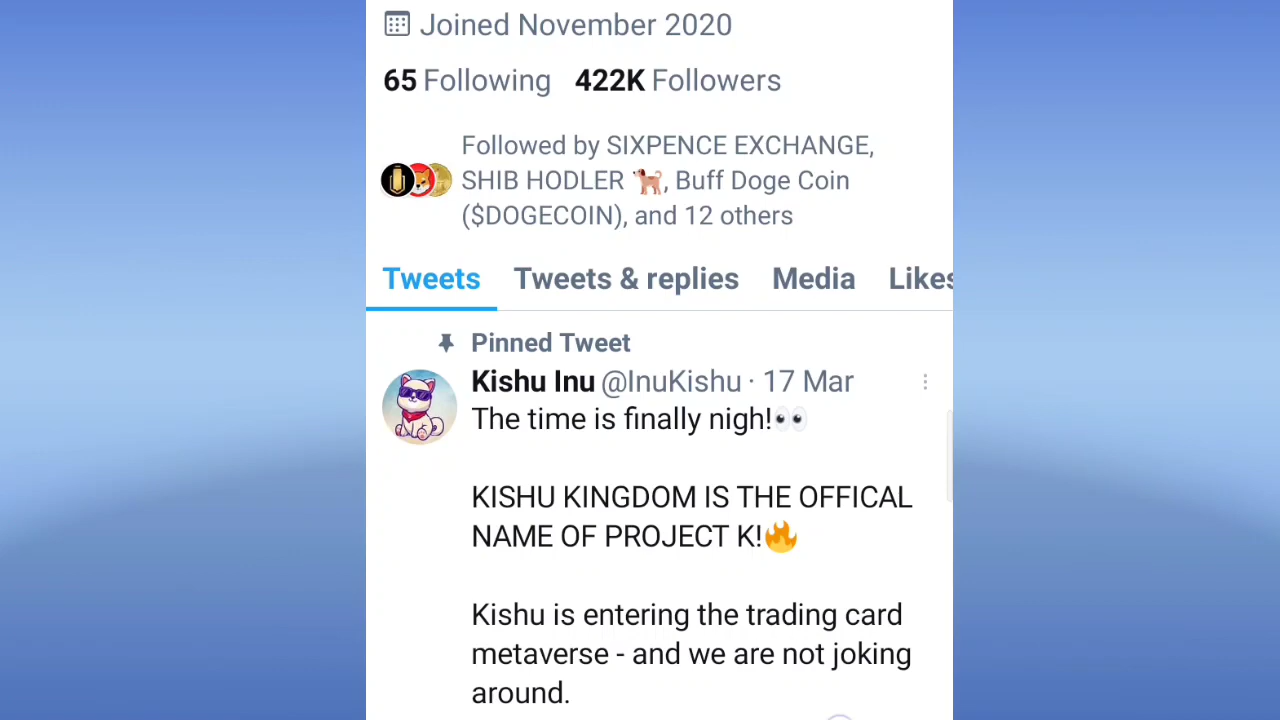 Joined November 2020
65 Following 422K Followers
Followed by SIXPENCE EXCHANGE,
SHIB HODLER 🐕, Buff Doge Coin
($DOGECOIN), and 12 others
Tweets Tweets & replies Media Likes
Pinned Tweet
Kishu Inu @InuKishu · 17 Mar
The time is finally nigh!👀
KISHU KINGDOM IS THE OFFICAL
NAME OF PROJECT K!🔥
Kishu is entering the trading card
metaverse - and we are not joking
around.